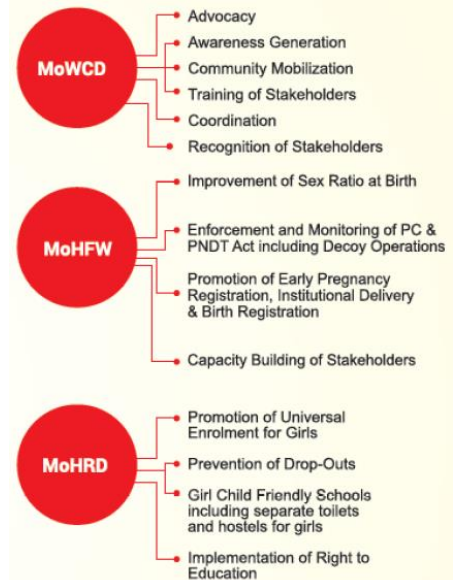 MoWCD
Advocacy
Awareness Generation
Community Mobilization
Training of Stakeholders
Coordination
Recognition of Stakeholders
MoHFW
Improvement of Sex Ratio at Birth
Enforcement and Monitoring of PC &
PNDT Act including Decoy Operations
Promotion of Early Pregnancy
Registration, Institutional Delivery
& Birth Registration
Capacity Building of Stakeholders
MoHRD
Promotion of Universal
Enrolment for Girls
Prevention of Drop-Outs
Girl Child Friendly Schools
including separate toilets
and hostels for girls
Implementation of Right to
Education